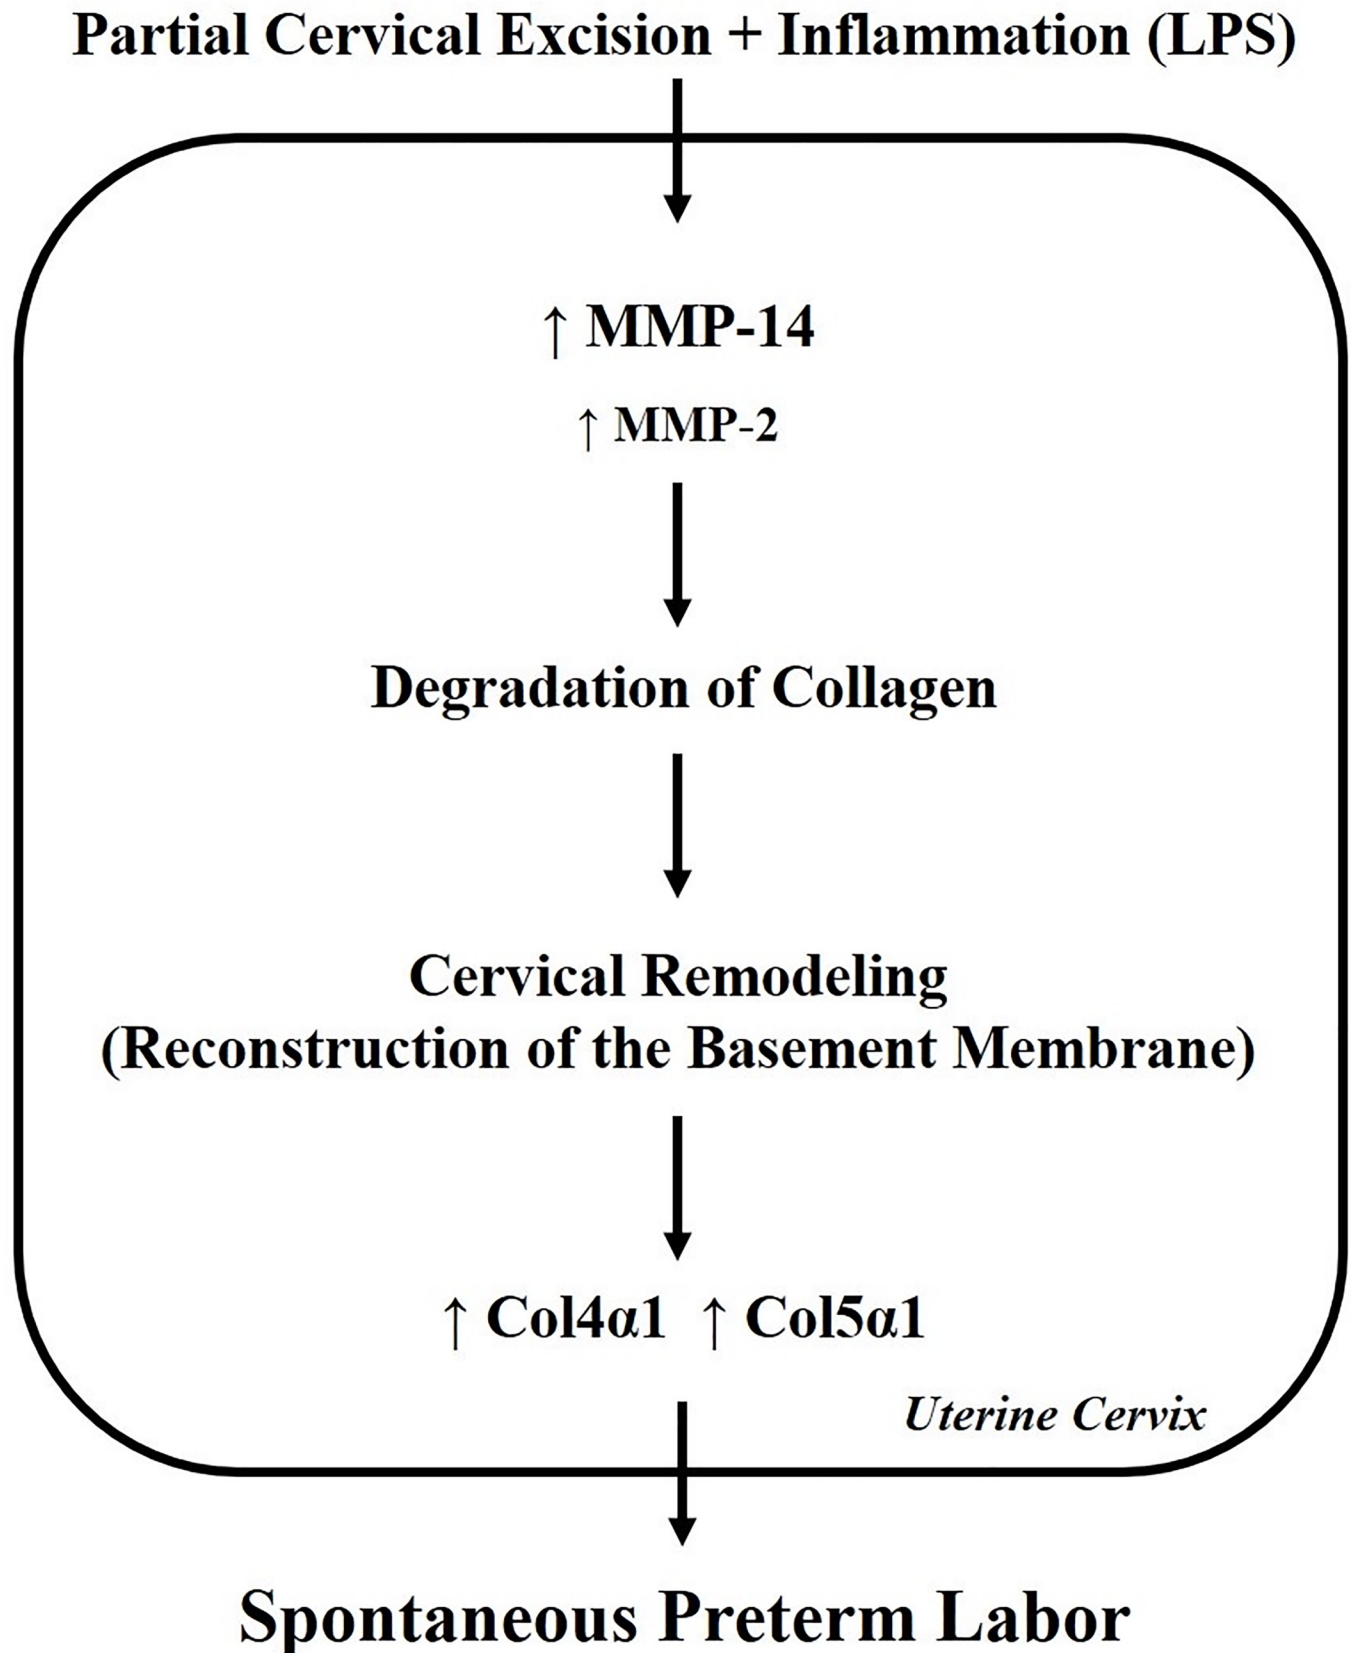 Partial Cervical Excision + Inflammation (LPS)
↑ MMP-14
↑ MMP-2
Degradation of Collagen
Cervical Remodeling
(Reconstruction of the Basement Membrane)
↑ Col4α1 ↑ Col5α1
Uterine Cervix
Spontaneous Preterm Labor